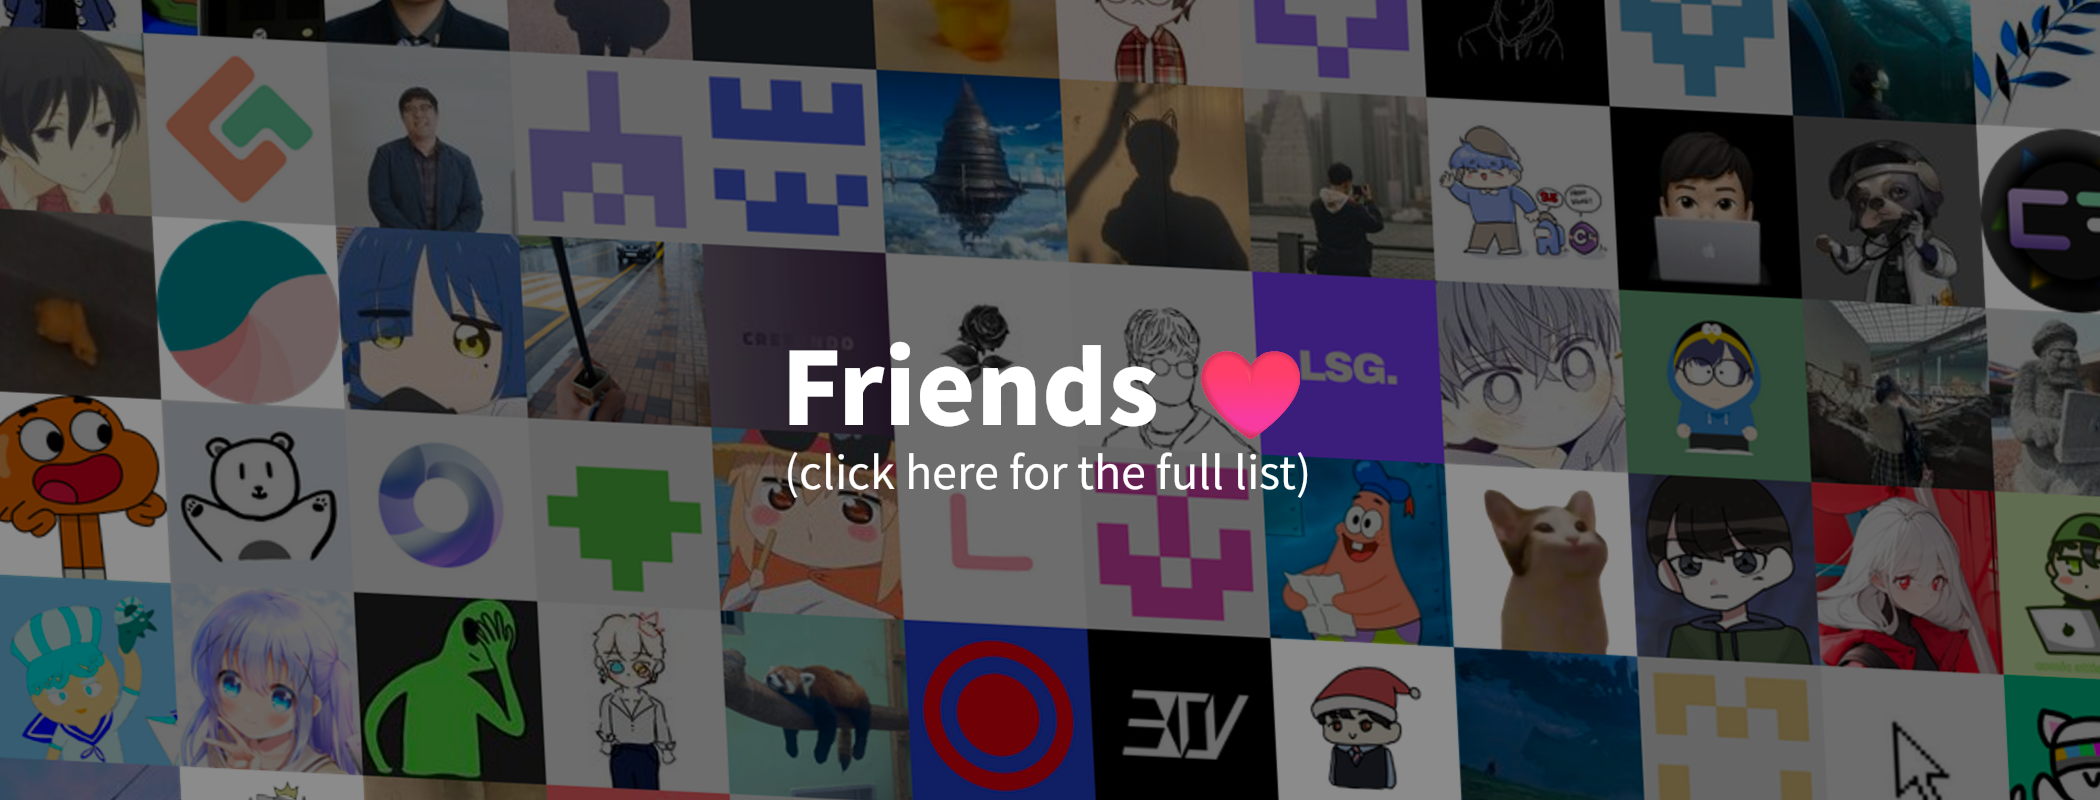 LSG.
Friends ❤
(click here for the full list)